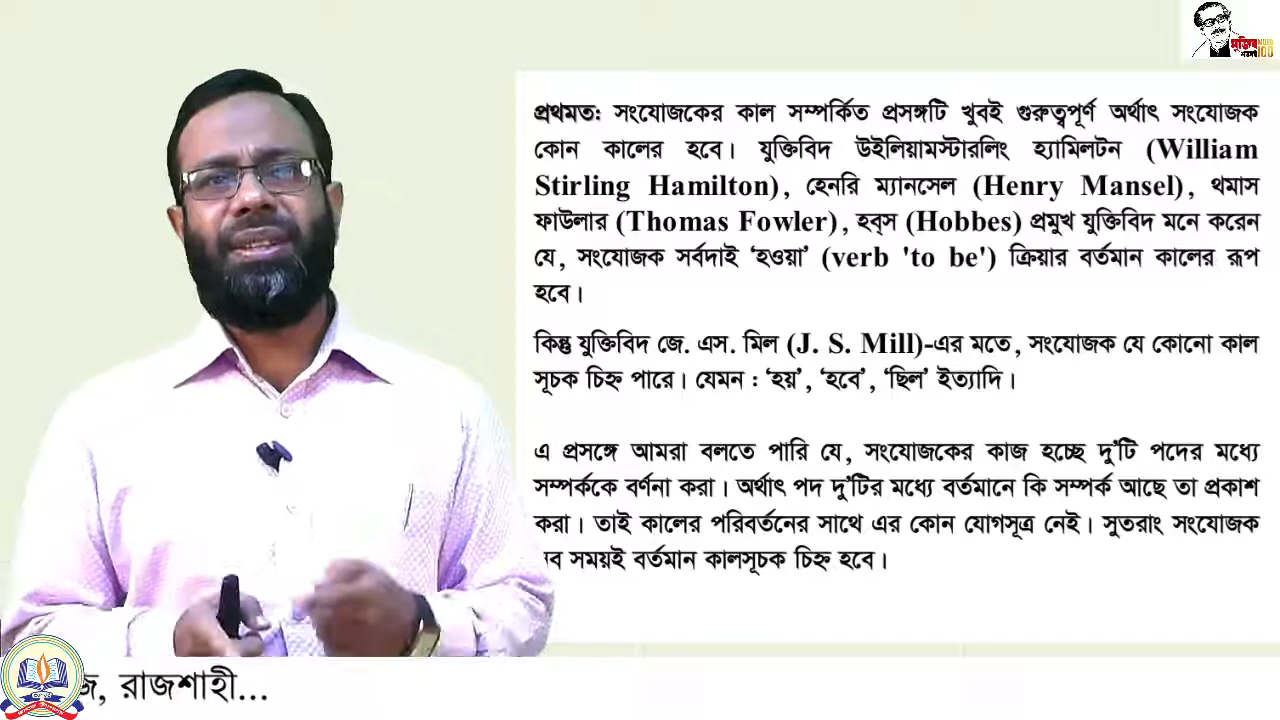 প্রথমত: সংযোজকের কাল সম্পর্কিত প্রসঙ্গটি খুবই গুরুত্বপূর্ণ অর্থাৎ সংযোজক
কোন কালের হবে। যুক্তিবিদ উইলিয়ামস্টারলিং হ্যামিলটন (William
Stirling Hamilton), হেনরি ম্যানসেল (Henry Mansel), থমাস
ফাউলার (Thomas Fowler), হব্‌স (Hobbes) প্রমুখ যুক্তিবিদ মনে করেন
যে, সংযোজক সর্বদাই ‘হওয়া’ (verb 'to be') ক্রিয়ার বর্তমান কালের রূপ
হবে।
কিন্তু যুক্তিবিদ জে. এস. মিল (J. S. Mill)-এর মতে, সংযোজক যে কোনো কাল
সূচক চিহ্ন পারে। যেমন : ‘হয়’, ‘হবে’, ‘ছিল’ ইত্যাদি।
এ প্রসঙ্গে আমরা বলতে পারি যে, সংযোজকের কাজ হচ্ছে দু’টি পদের মধ্যে
সম্পর্ককে বর্ণনা করা। অর্থাৎ পদ দু’টির মধ্যে বর্তমানে কি সম্পর্ক আছে তা প্রকাশ
করা। তাই কালের পরিবর্তনের সাথে এর কোন যোগসূত্র নেই। সুতরাং সংযোজক
সময়ই বর্তমান কালসূচক চিহ্ন হবে।
রাজশাহী...